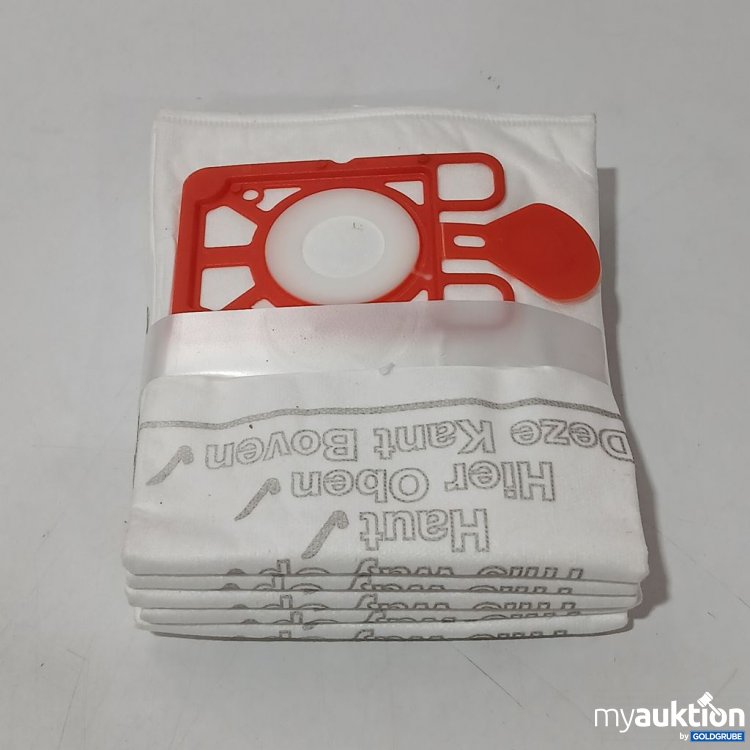 Deze Kant Boven ✓
Hier Oben ✓
Haut ✓
myauktion
by GOLDGRUBE